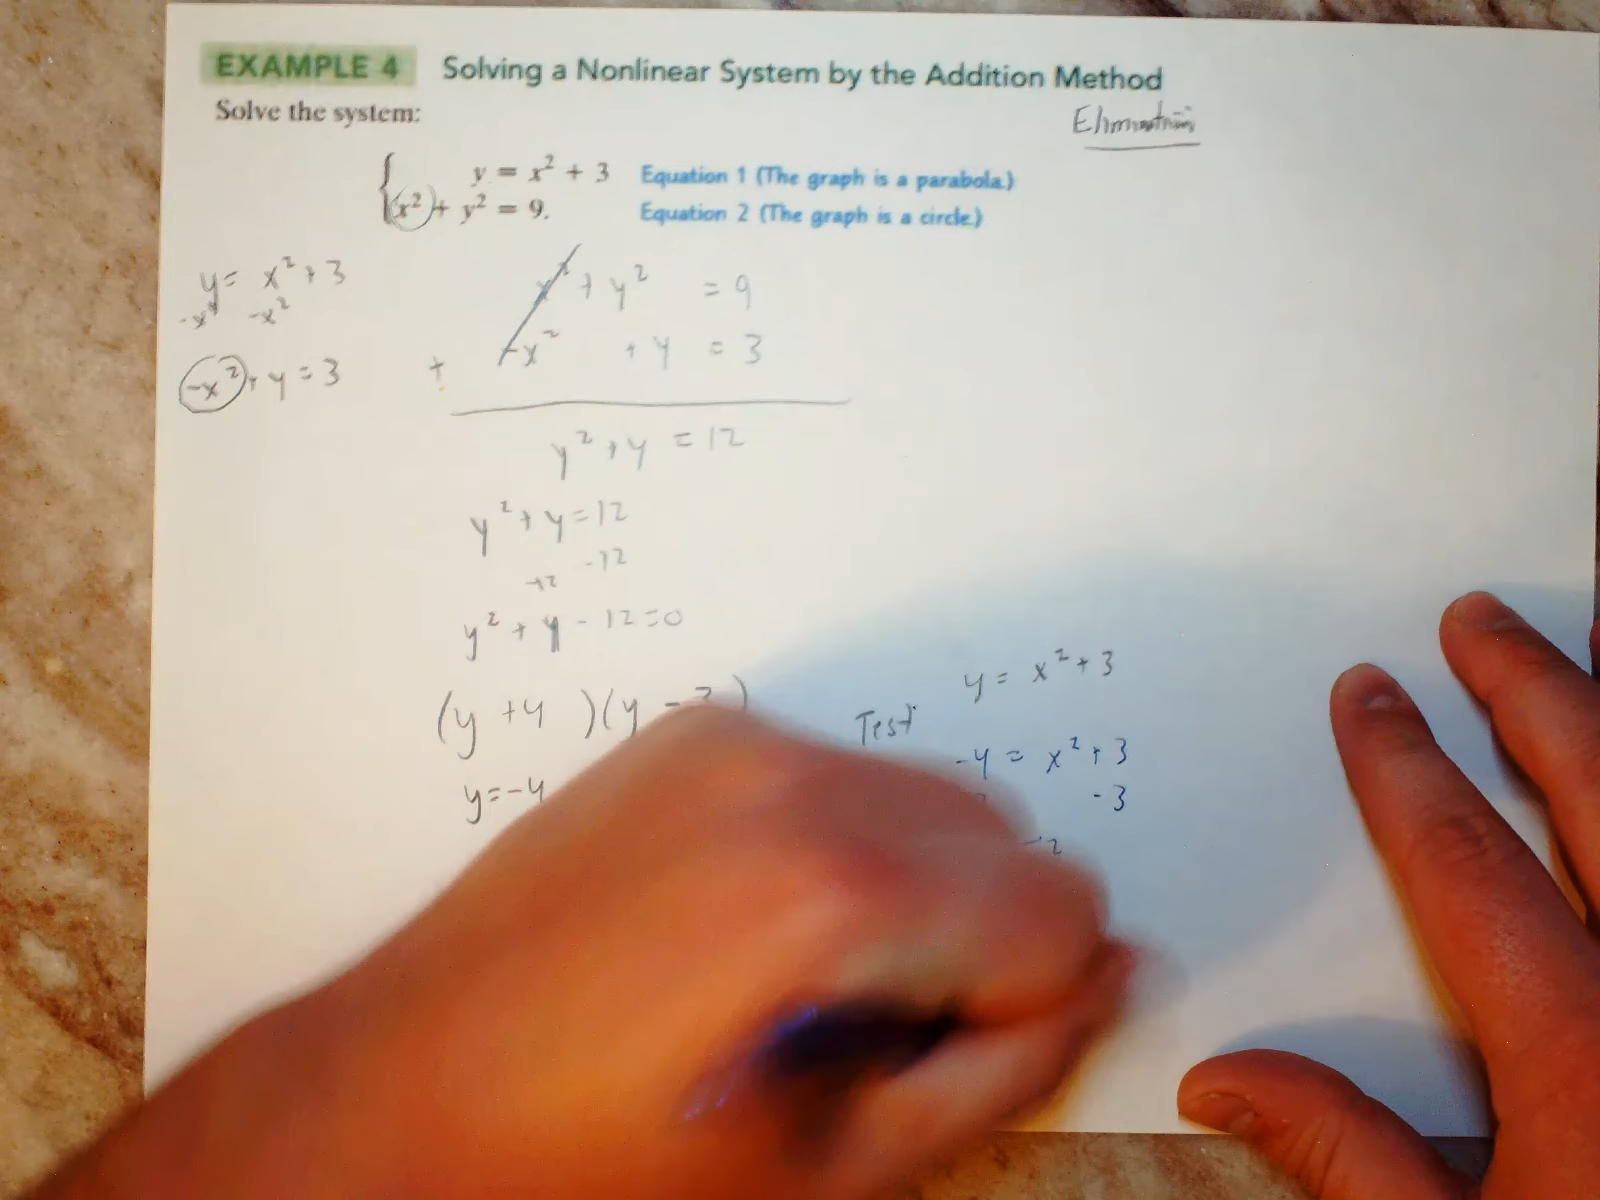 EXAMPLE 4 Solving a Nonlinear System by the Addition Method
Solve the system:
Elimination
y = x² + 3 Equation 1 (The graph is a parabola.)
x² + y² = 9. Equation 2 (The graph is a circle.)
y = x² + 3
-x² -x²
-x² + y = 3
x² + y² = 9
+ -x² + y = 3
y² + y = 12
y² + y = 12
-12 -12
y² + y - 12 = 0
(y + 4)(y - 3)
y = -4
Test
y = x² + 3
-4 = x² + 3
-3